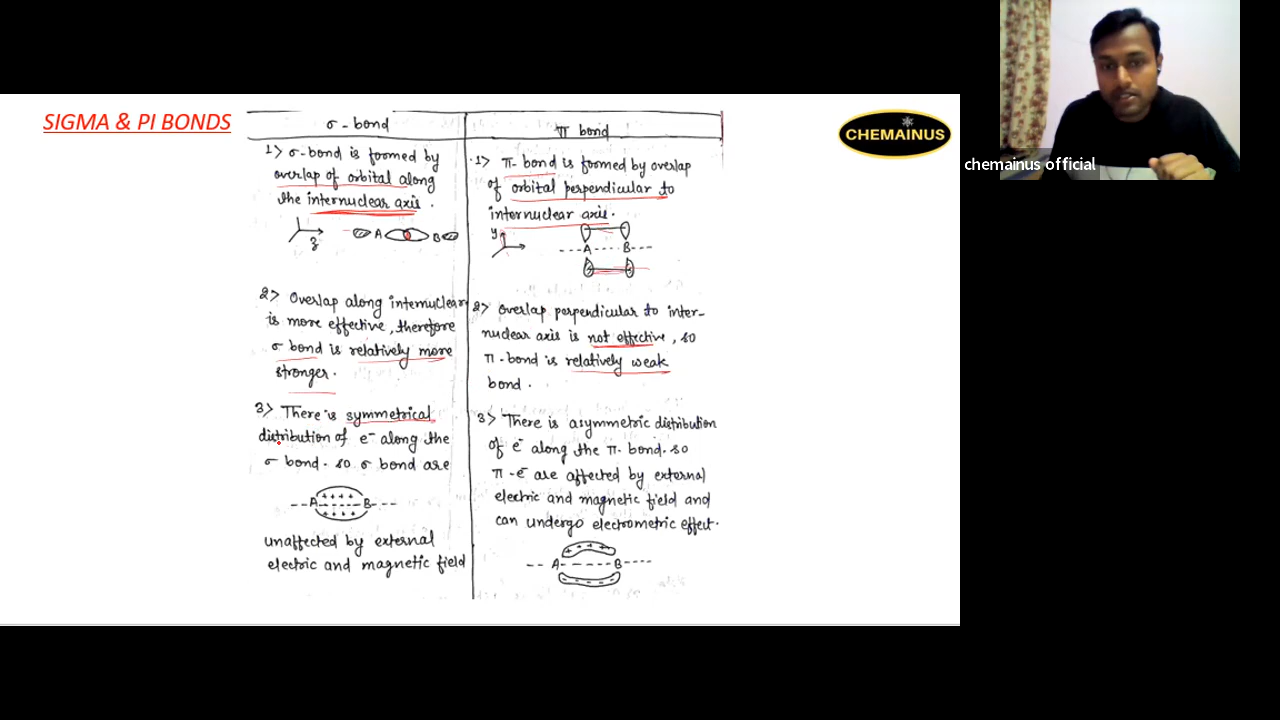 SIGMA & PI BONDS
σ-bond
1> σ-bond is formed by
overlap of orbital along
the internuclear axis.
z
A B
2> Overlap along internuclear
is more effective, therefore
σ bond is relatively more
stronger.
3> There is symmetrical
distribution of e- along the
σ bond. so σ bond are
--A ++++ ---- ++++ B---
unaffected by external
electric and magnetic field
π bond
1> π-bond is formed by overlap
of orbital perpendicular to
internuclear axis.
y
---A----B---
2> Overlap perpendicular to inter-
nuclear axis is not effective, so
π-bond is relatively weak
bond.
3> There is asymmetric distribution
of e- along the π-bond. so
π-e- are affected by external
electric and magnetic field and
can undergo electrometric effect.
+ + + +
--A-----B----
- - - -
CHEMAINUS
chemainus official